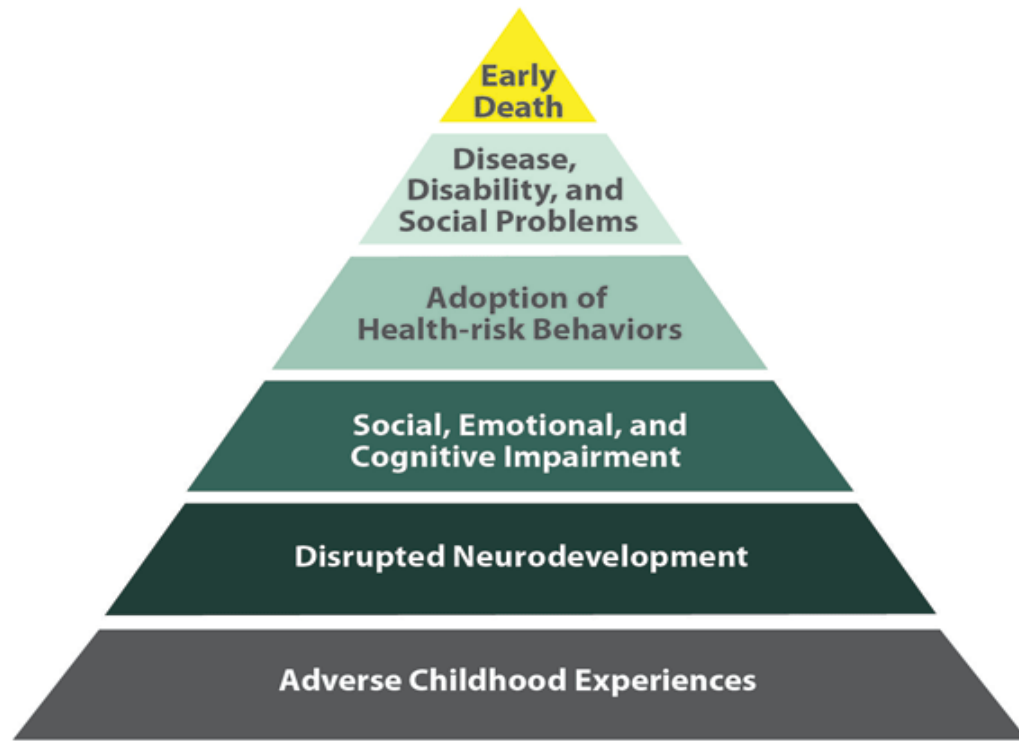 Early
Death
Disease,
Disability, and
Social Problems
Adoption of
Health-risk Behaviors
Social, Emotional, and
Cognitive Impairment
Disrupted Neurodevelopment
Adverse Childhood Experiences